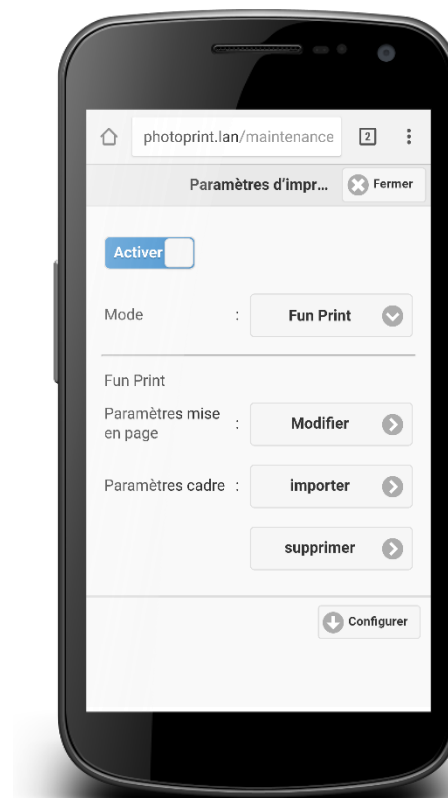 photoprint.lan/maintenance 2
Paramètres d'impr... Fermer
Activer
Mode : Fun Print
Fun Print
Paramètres mise
en page : Modifier
Paramètres cadre : importer
supprimer
Configurer